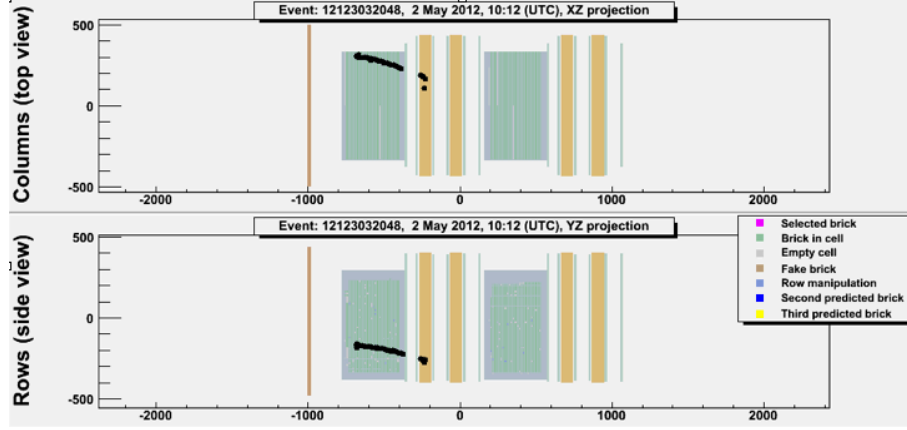 Event: 12123032048, 2 May 2012, 10:12 (UTC), XZ projection
Columns (top view)
500
0
-500
-2000
-1000
0
1000
2000
Event: 12123032048, 2 May 2012, 10:12 (UTC), YZ projection
Rows (side view)
500
0
-500
-2000
-1000
0
1000
2000
Selected brick
Brick in cell
Empty cell
Fake brick
Row manipulation
Second predicted brick
Third predicted brick